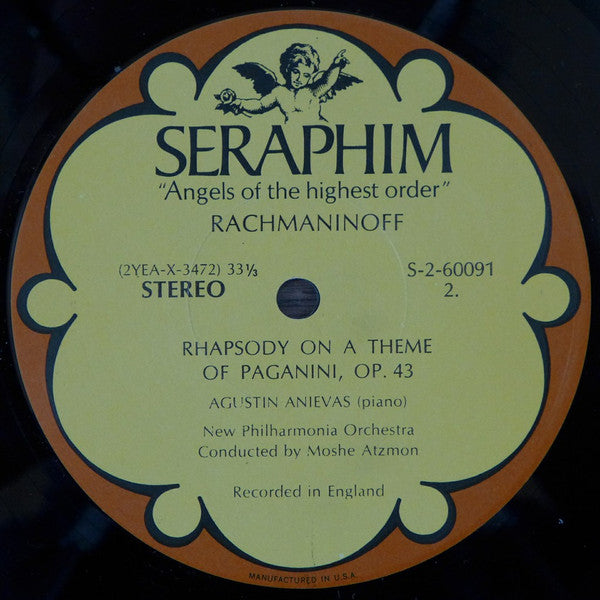 SERAPHIM
"Angels of the highest order"
RACHMANINOFF
(2YEA-X-3472) 33⅓ S-2-60091
STEREO 2.
RHAPSODY ON A THEME
OF PAGANINI, OP. 43
AGUSTIN ANIEVAS (piano)
New Philharmonia Orchestra
Conducted by Moshe Atzmon
Recorded in England
MANUFACTURED IN U.S.A.